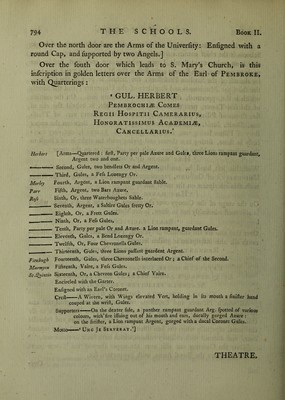 794 THE SCHOOLS. Book II.
Over the north door are the Arms of the University: Ensigned with a
round Cap, and supported by two Angels.]
Over the south door which leads to S. Mary's Church, is this
inscription in golden letters over the Arms of the Earl of Pembroke,
with Quarterings:
‘ GUL. HERBERT
Pembrochiæ Comes
Regii Hospitii Camerarius,
Honoratissimus Academiæ,
Cancellarius.’
Herbert [Arms—Quartered: first, Party per pale Azure and Gules, three Lions rampant guardant,
Argent two and one.
Second, Gules, two bendlets Or and Argent.
Third, Gules, a Fess Lozengy Or.
Morley Fourth, Argent, a Lion rampant guardant Sable.
Parr Fifth, Argent, two Bars Azure,
Ross Sixth, Or, three Waterbougets Sable.
Seventh, Argent, a Saltire Gules fretty Or.
Eighth, Or, a Fret Gules.
Ninth, Or, a Fess Gules,
Tenth, Party per pale Or and Azure, a Lion rampant, guardant Gules.
Eleventh, Gules, a Bend Lozengy Or.
Twelfth, Or, Four Chevronells Gules.
Thirteenth, Gules, three Lions passant guardant Argent.
Fitzhugh Fourteenth, Gules, three Chevronells interlaced Or; a Chief of the Second.
Marmyon Fifteenth, Vaire, a Fess Gules.
St. Quintin Sixteenth, Or, a Chevron Gules; a Chief Vaire.
Encircled with the Garter.
Ensigned with an Earl's Coronet.
Crest—A Wivern, with Wings elevated Vert, holding in its mouth a sinister hand
couped at the wrist, Gules.
Supporters—On the dexter side, a panther rampant guardant Arg. spotted of various
colours, with fire issuing out of his mouth and ears, ducally gorged Azure:
on the sinister, a Lion rampant Argent, gorged with a ducal Coronet Gules.
Motto—‘ Ung Je Serveray.’]
THEATRE.